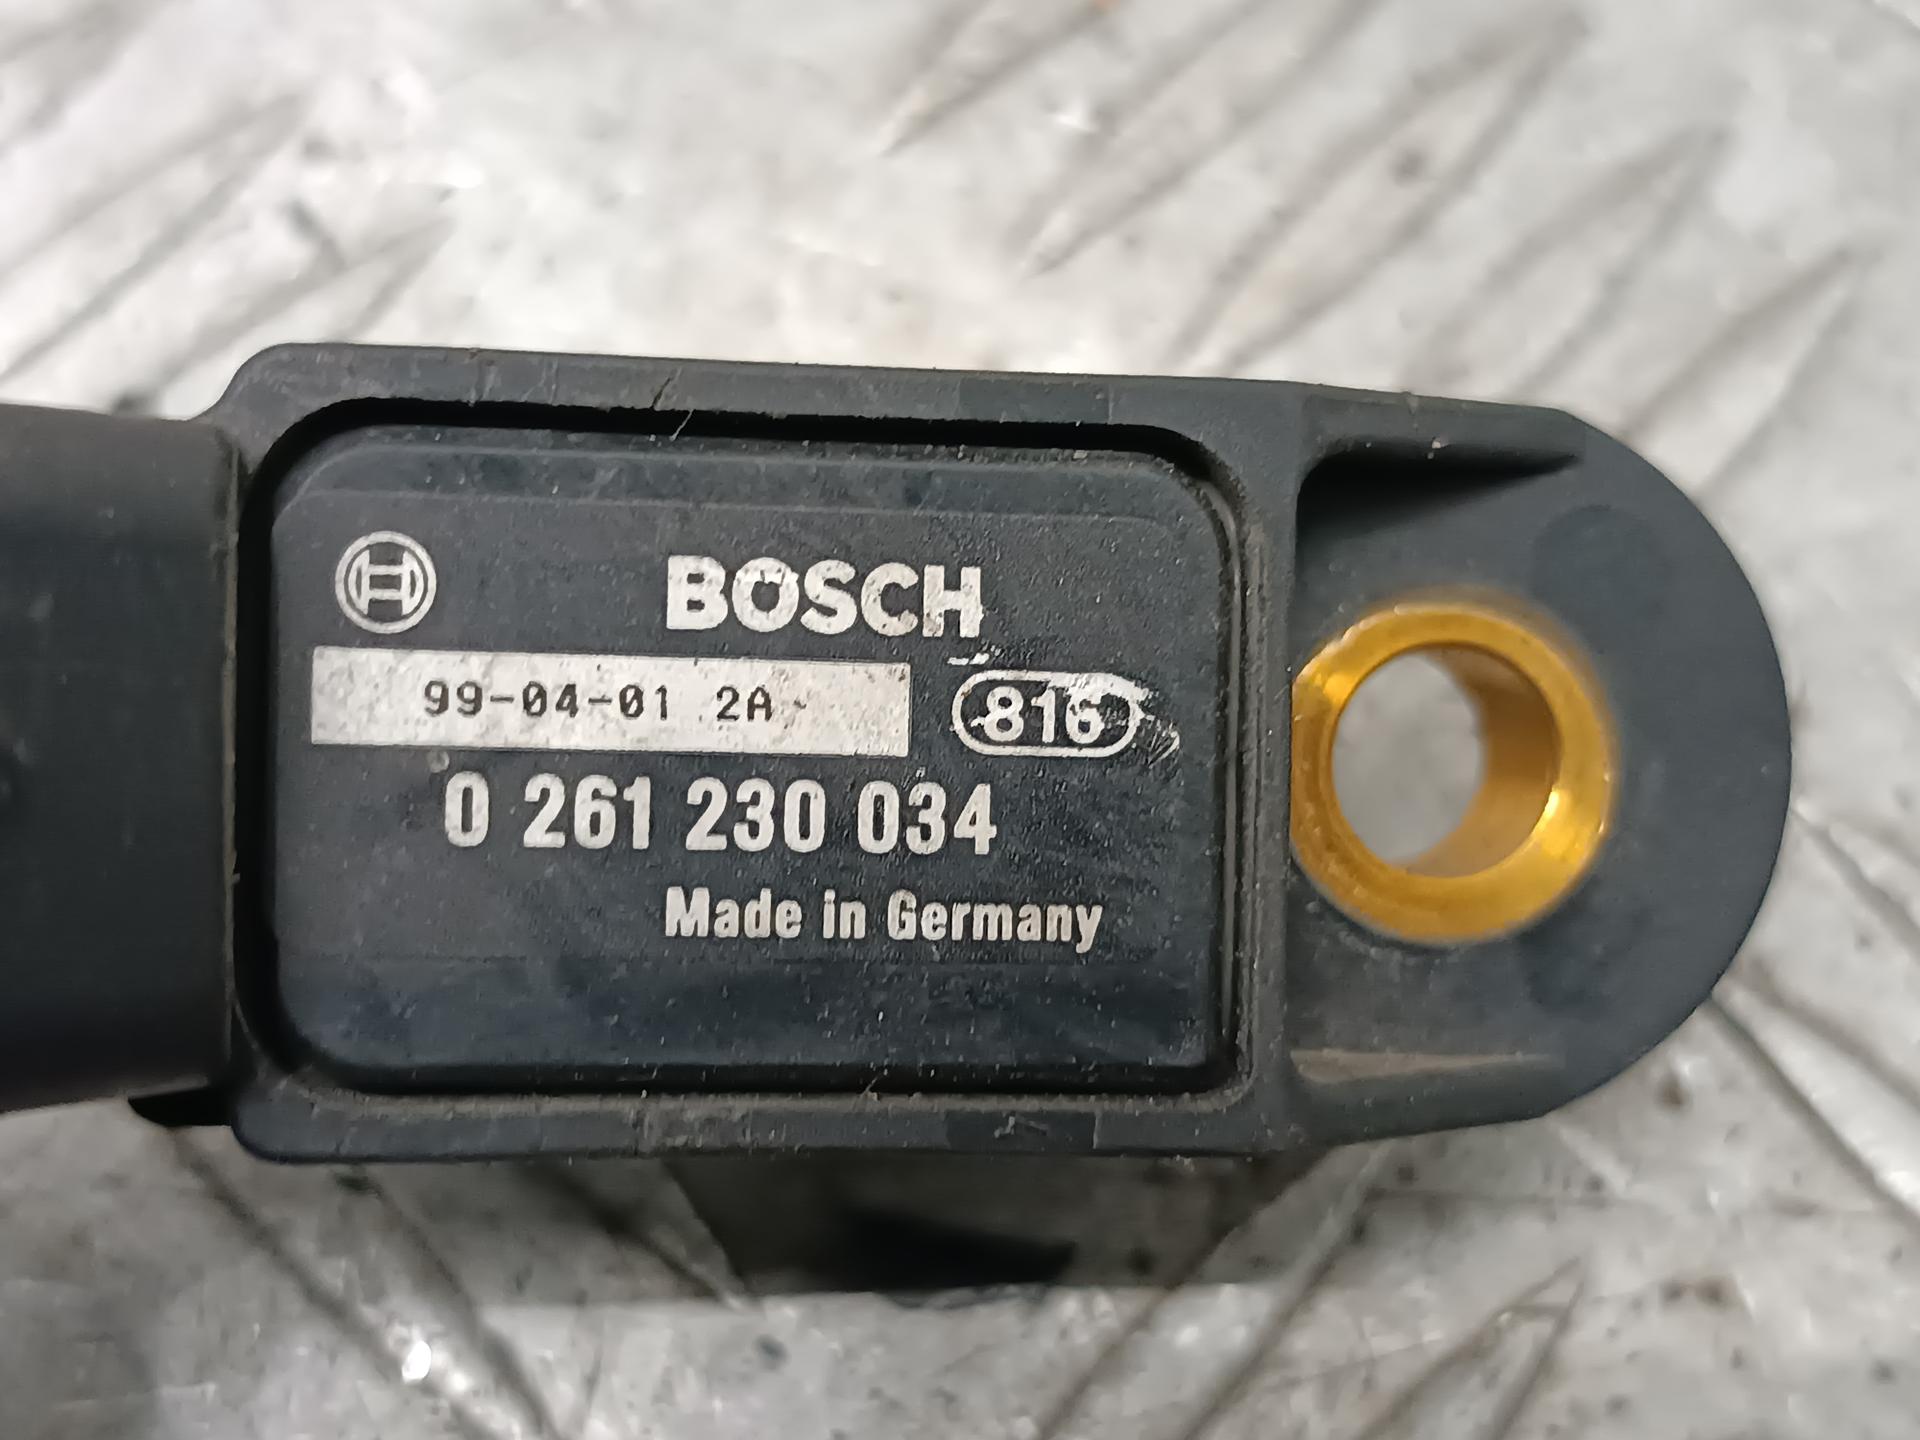 BOSCH
99-04-01 2A
816
0 261 230 034
Made in Germany